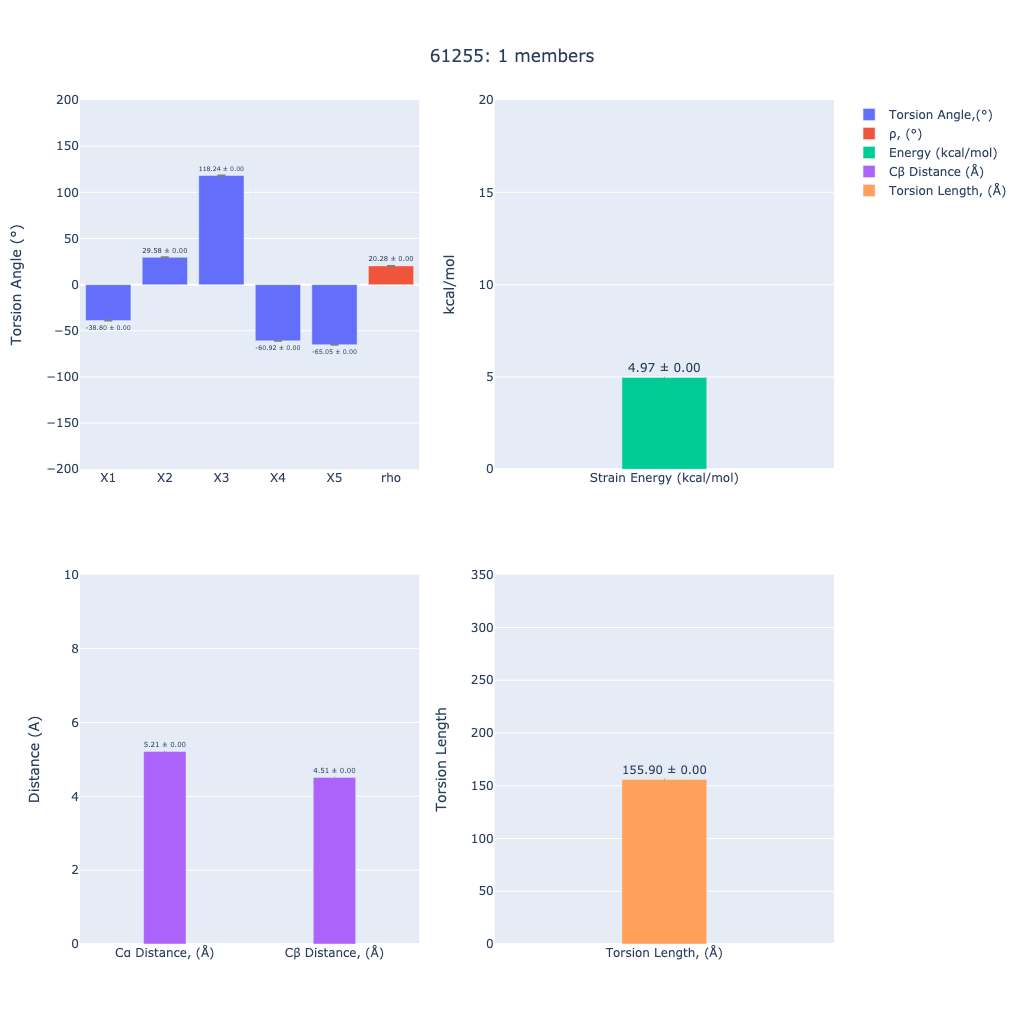 61255: 1 members
Torsion Angle (°)
200
150
100
50
0
−50
−100
−150
−200
-38.80 ± 0.00
29.58 ± 0.00
118.24 ± 0.00
-60.92 ± 0.00
-65.05 ± 0.00
20.28 ± 0.00
X1 X2 X3 X4 X5 rho
kcal/mol
20
15
10
5
0
4.97 ± 0.00
Strain Energy (kcal/mol)
Torsion Angle,(°)
ρ, (°)
Energy (kcal/mol)
Cβ Distance (Å)
Torsion Length, (Å)
Distance (A)
10
8
6
4
2
0
5.21 ± 0.00
4.51 ± 0.00
Cα Distance, (Å) Cβ Distance, (Å)
Torsion Length
350
300
250
200
150
100
50
0
155.90 ± 0.00
Torsion Length, (Å)